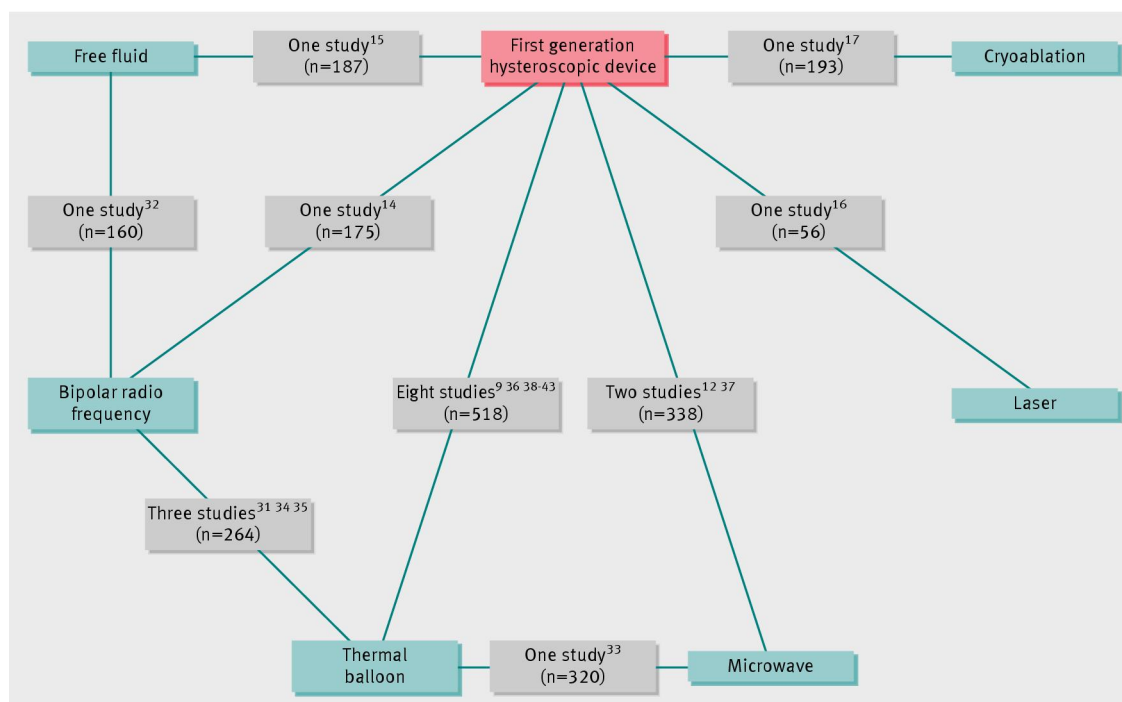 Free fluid
One study15
(n=187)
First generation
hysteroscopic device
One study17
(n=193)
Cryoablation
One study32
(n=160)
One study14
(n=175)
One study16
(n=56)
Bipolar radio
frequency
Eight studies9 36 38-43
(n=518)
Two studies12 37
(n=338)
Laser
Three studies31 34 35
(n=264)
Thermal
balloon
One study33
(n=320)
Microwave